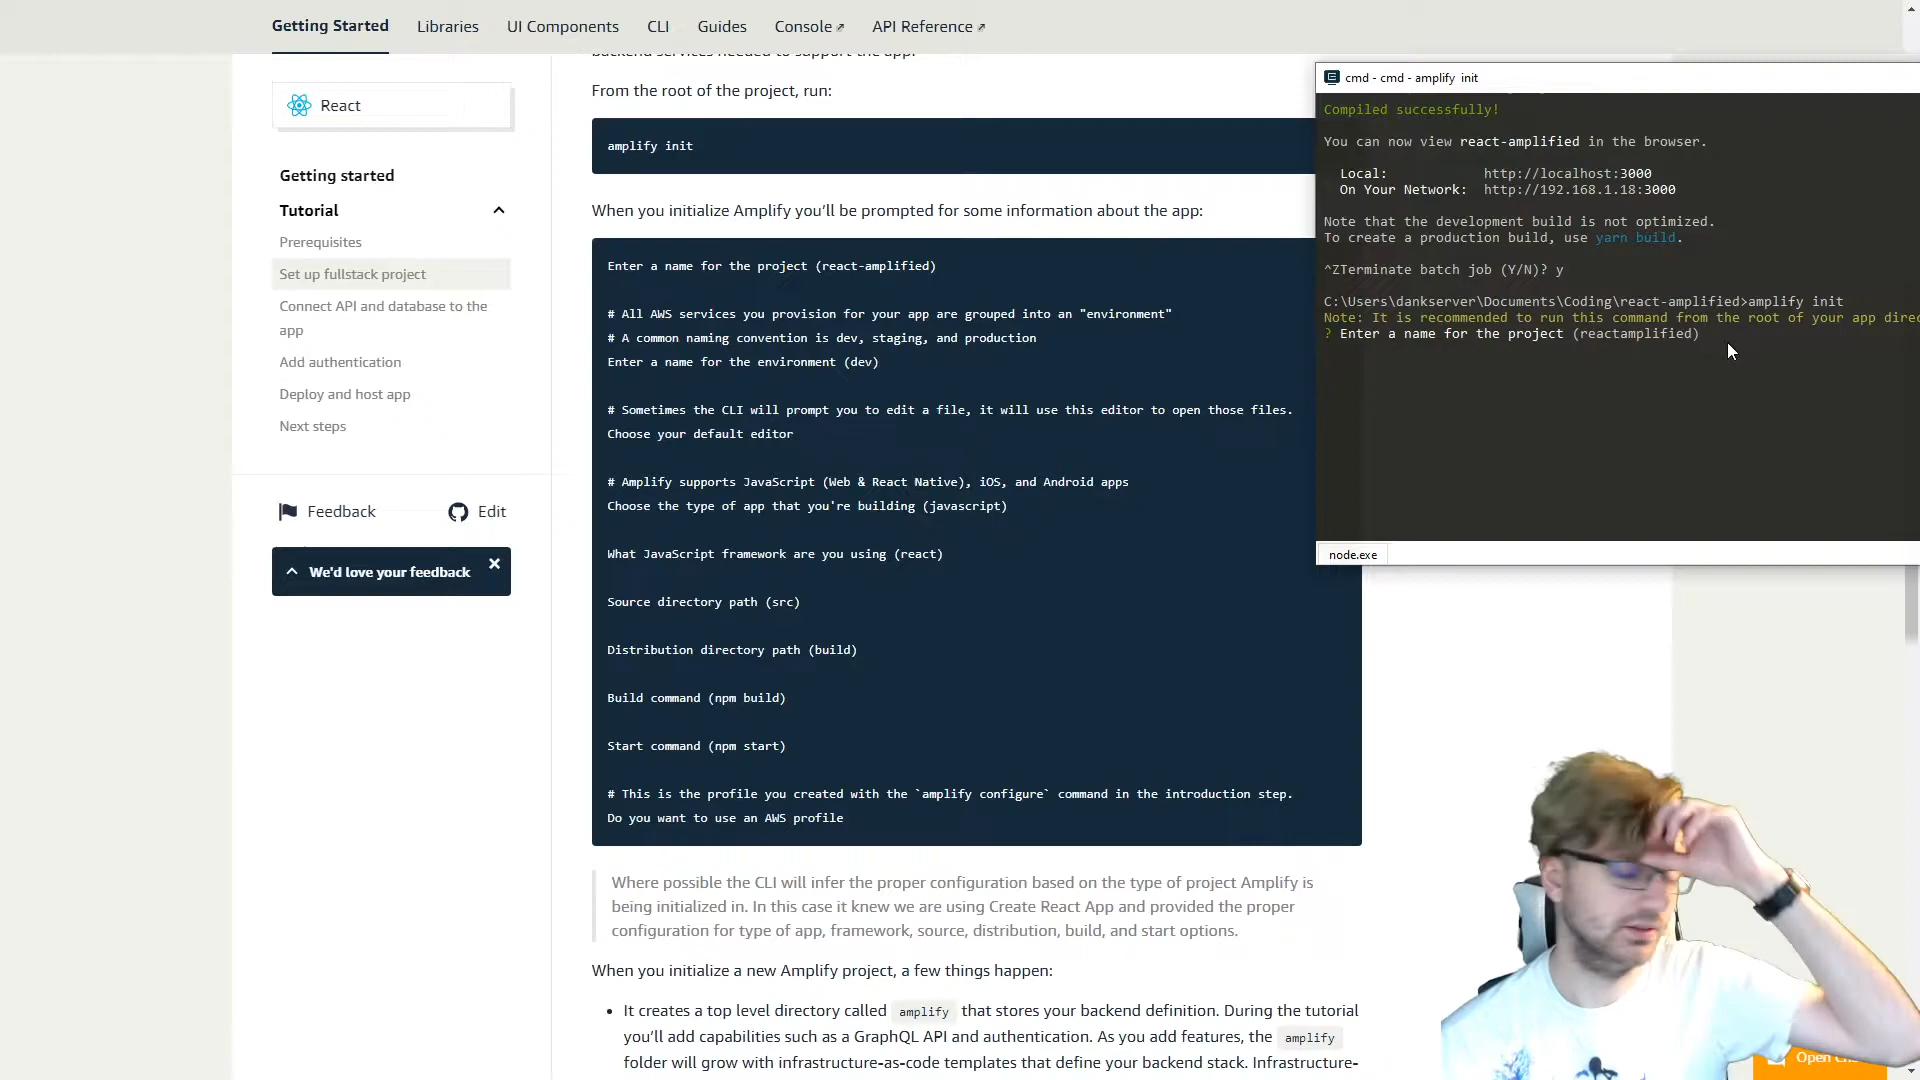 Getting Started Libraries UI Components CLI Guides Console API Reference
React
Getting started
Tutorial
Prerequisites
Set up fullstack project
Connect API and database to the
app
Add authentication
Deploy and host app
Next steps
Feedback Edit
We'd love your feedback
backend services needed to support the app.
From the root of the project, run:
amplify init
When you initialize Amplify you’ll be prompted for some information about the app:
Enter a name for the project (react-amplified)
# All AWS services you provision for your app are grouped into an "environment"
# A common naming convention is dev, staging, and production
Enter a name for the environment (dev)
# Sometimes the CLI will prompt you to edit a file, it will use this editor to open those files.
Choose your default editor
# Amplify supports JavaScript (Web & React Native), iOS, and Android apps
Choose the type of app that you're building (javascript)
What JavaScript framework are you using (react)
Source directory path (src)
Distribution directory path (build)
Build command (npm build)
Start command (npm start)
# This is the profile you created with the `amplify configure` command in the introduction step.
Do you want to use an AWS profile
Where possible the CLI will infer the proper configuration based on the type of project Amplify is
being initialized in. In this case it knew we are using Create React App and provided the proper
configuration for type of app, framework, source, distribution, build, and start options.
When you initialize a new Amplify project, a few things happen:
• It creates a top level directory called amplify that stores your backend definition. During the tutorial
you’ll add capabilities such as a GraphQL API and authentication. As you add features, the amplify
folder will grow with infrastructure-as-code templates that define your backend stack. Infrastructure-
cmd - cmd - amplify init
Compiled successfully!
You can now view react-amplified in the browser.
Local: http://localhost:3000
On Your Network: http://192.168.1.18:3000
Note that the development build is not optimized.
To create a production build, use yarn build.
^ZTerminate batch job (Y/N)? y
C:\Users\dankserver\Documents\Coding\react-amplified>amplify init
Note: It is recommended to run this command from the root of your app direc
? Enter a name for the project (reactamplified)
node.exe
Open